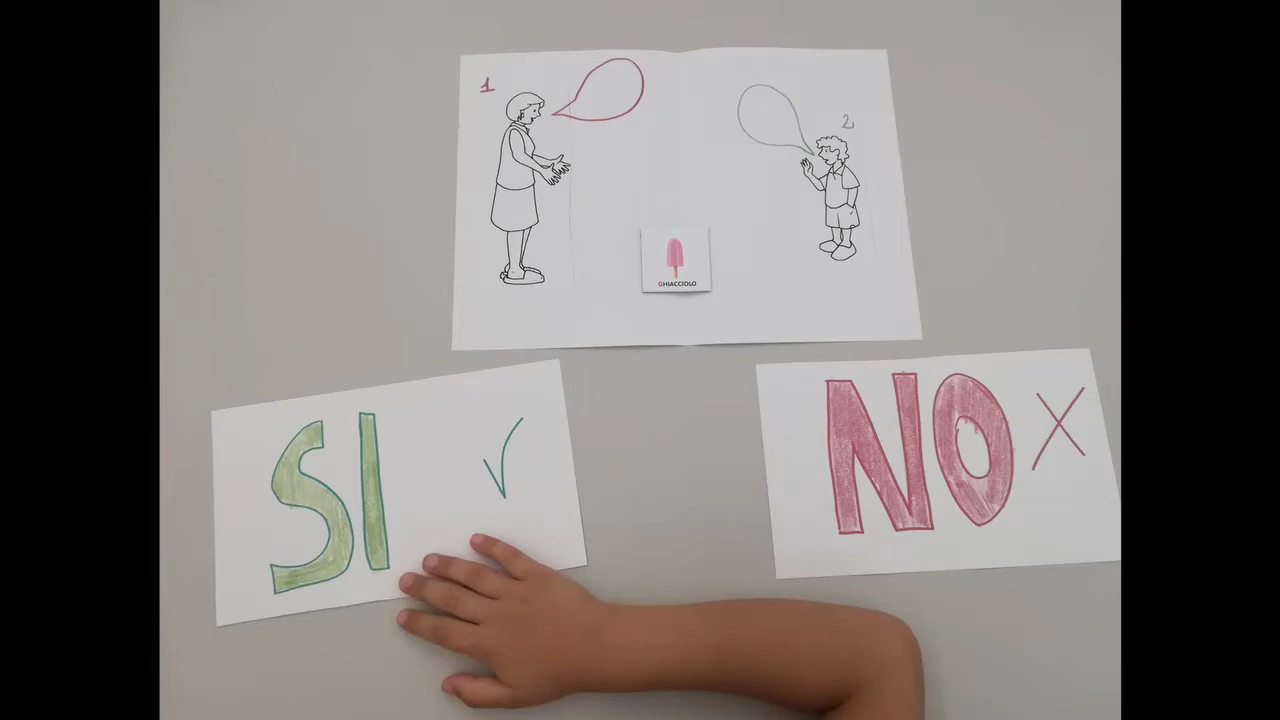 1
2
GHIACCIOLO
SI ✓
NO X